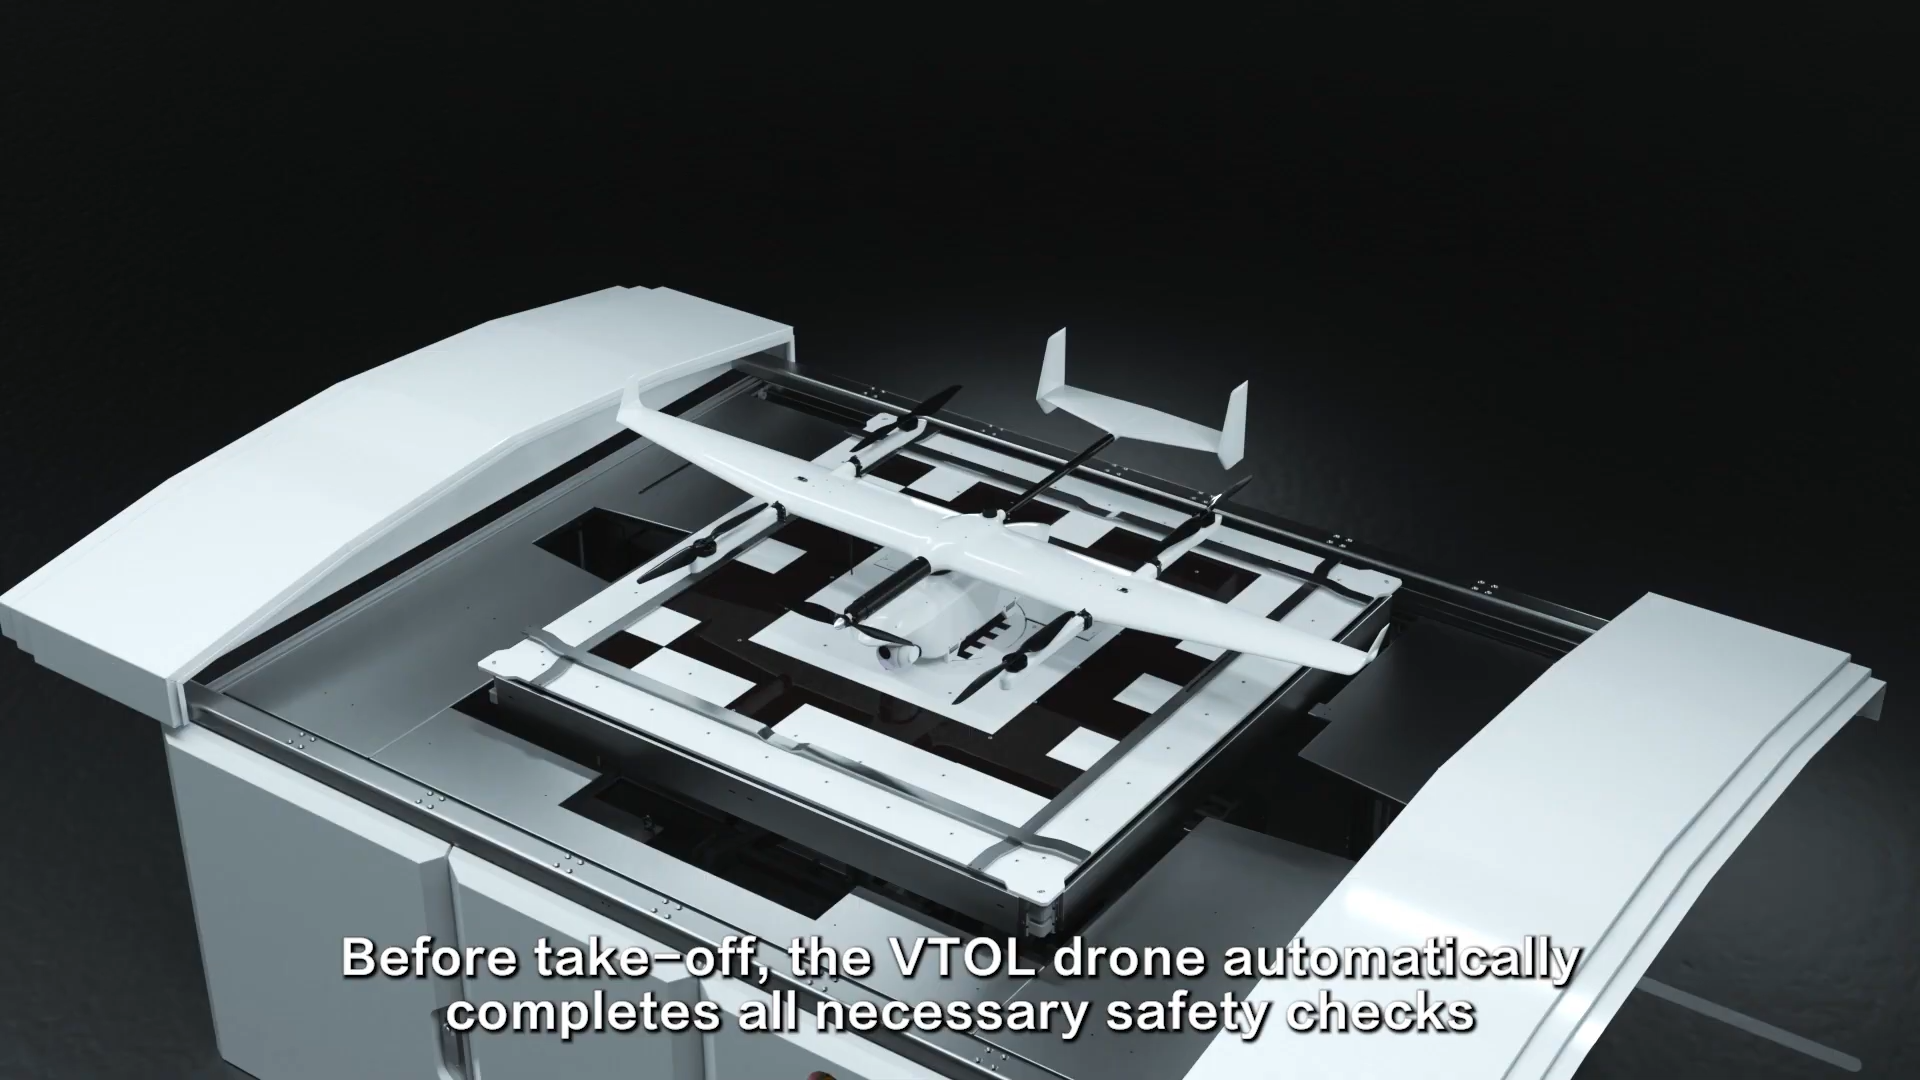 Before take-off, the VTOL drone automatically
completes all necessary safety checks